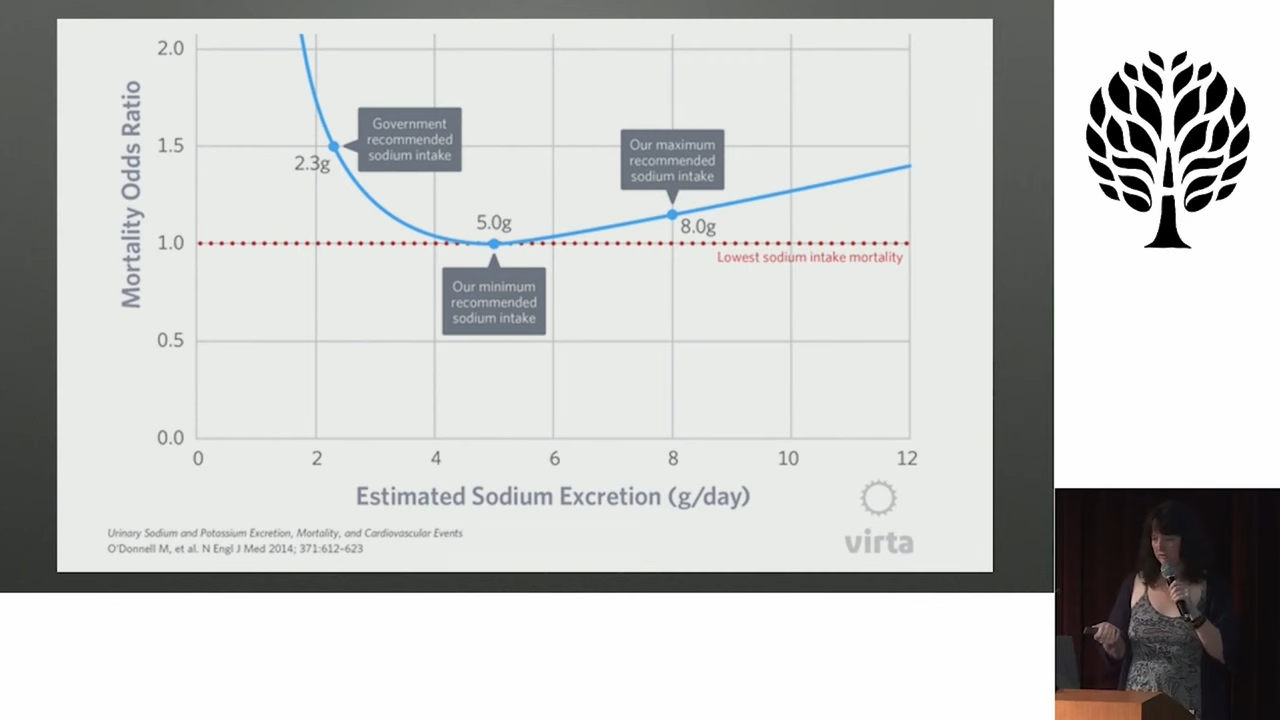 Mortality Odds Ratio
2.0
1.5
1.0
0.5
0.0
Government
recommended
sodium intake
2.3g
Our maximum
recommended
sodium intake
5.0g
8.0g
Lowest sodium intake mortality
Our minimum
recommended
sodium intake
0
2
4
6
8
10
12
Estimated Sodium Excretion (g/day)
Urinary Sodium and Potassium Excretion, Mortality, and Cardiovascular Events
O'Donnell M, et al. N Engl J Med 2014; 371:612–623
virta